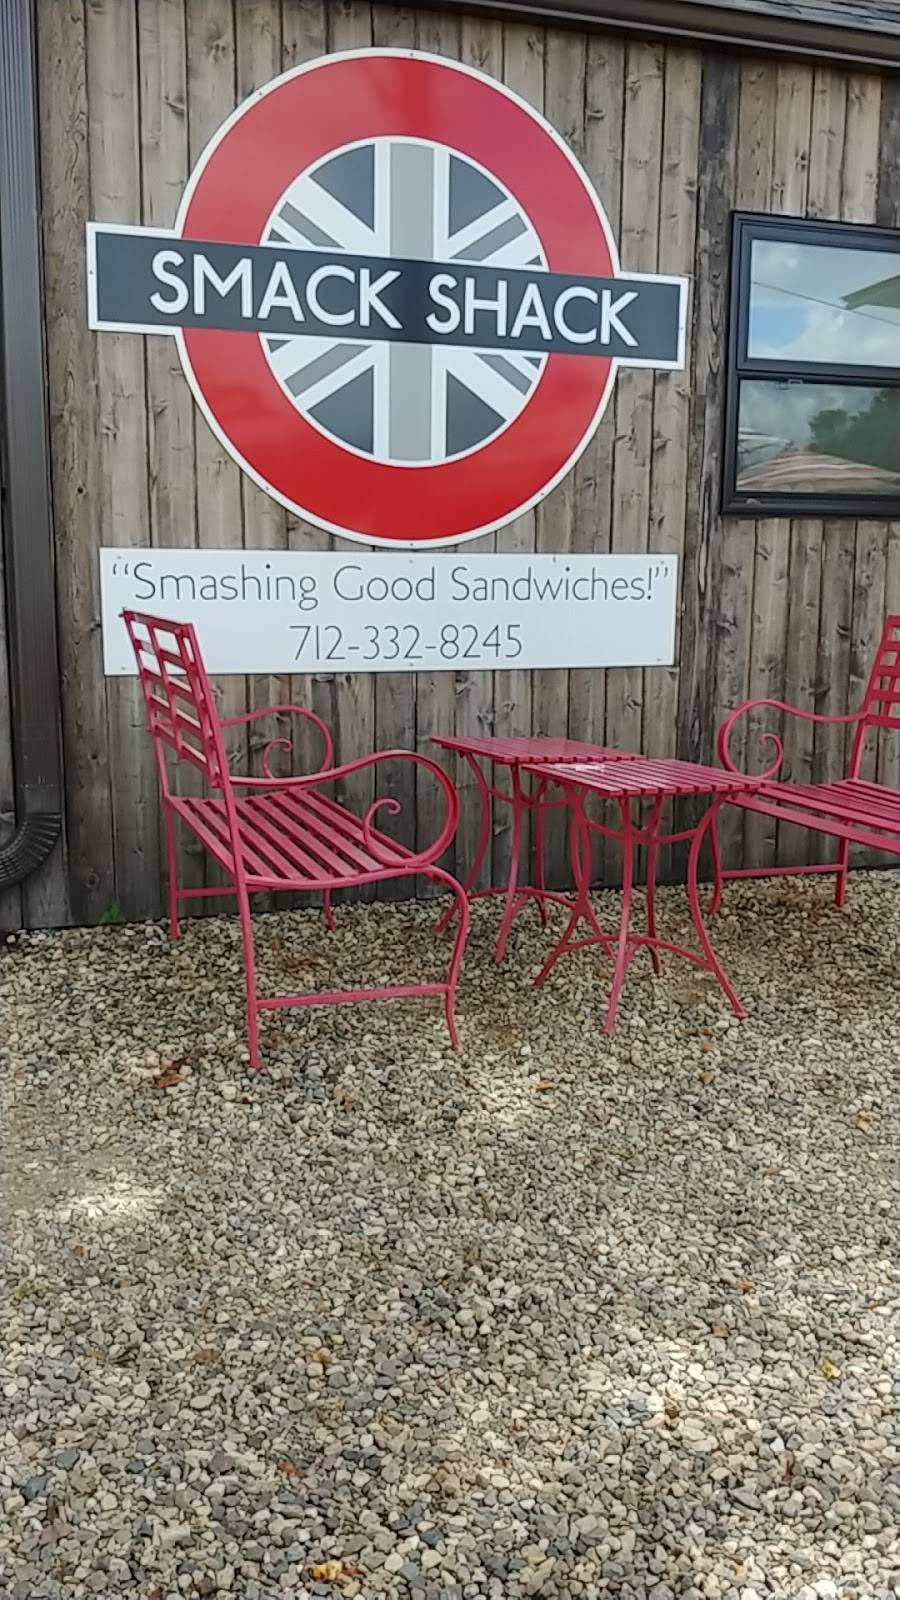 SMACK SHACK
“Smashing Good Sandwiches!”
712-332-8245